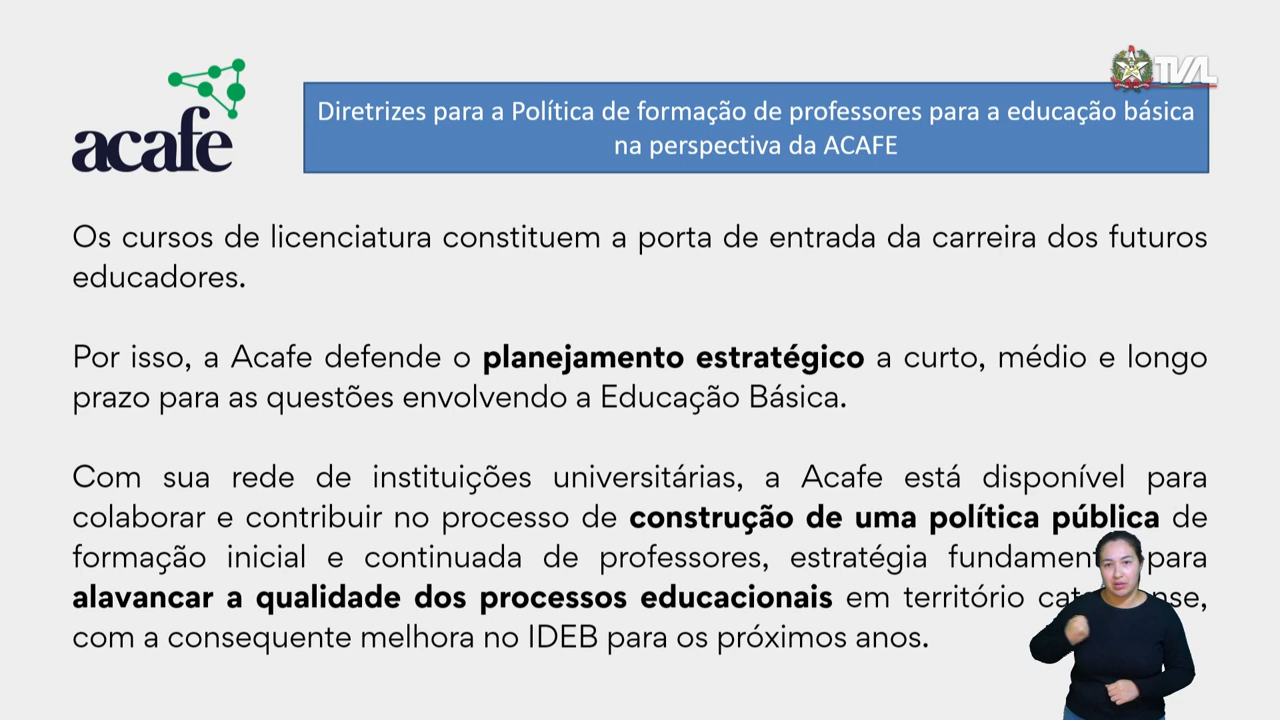 acafe
TVAL
Diretrizes para a Política de formação de professores para a educação básica
na perspectiva da ACAFE
Os cursos de licenciatura constituem a porta de entrada da carreira dos futuros
educadores.
Por isso, a Acafe defende o planejamento estratégico a curto, médio e longo
prazo para as questões envolvendo a Educação Básica.
Com sua rede de instituições universitárias, a Acafe está disponível para
colaborar e contribuir no processo de construção de uma política pública de
formação inicial e continuada de professores, estratégia para
alavancar a qualidade dos processos educacionais em território
com a consequente melhora no IDEB para os próximos anos.